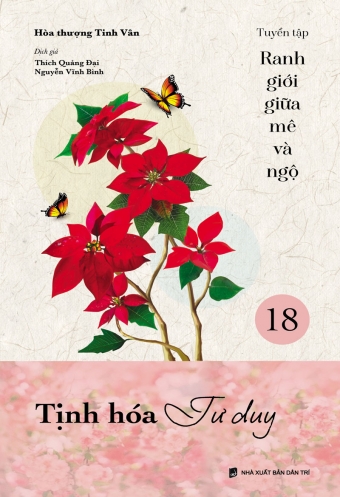 Hòa thượng Tinh Vân
Dịch giả
Thích Quảng Đại
Nguyễn Vĩnh Bình
Tuyển tập
Ranh
giới
giữa
mê
và
ngộ
18
Tịnh hóa Tư duy
NHÀ XUẤT BẢN DÂN TRÍ